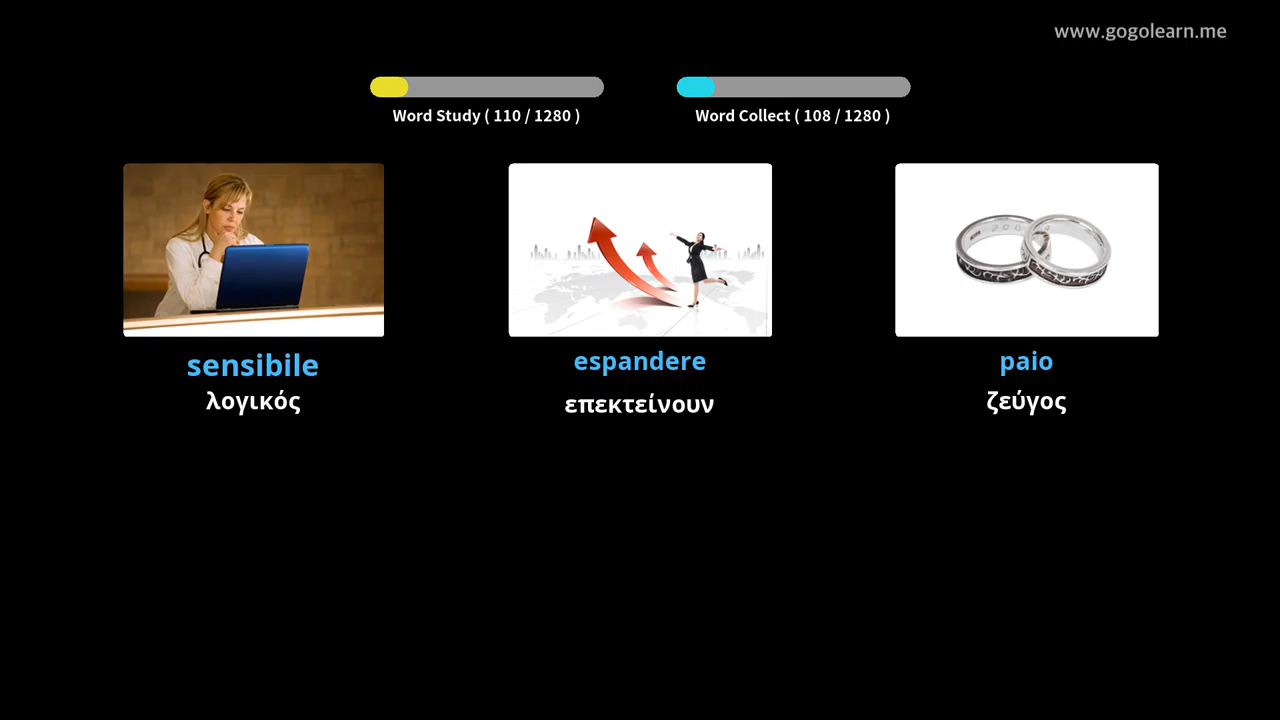 www.gogolearn.me
Word Study ( 110 / 1280 )
Word Collect ( 108 / 1280 )
sensibile
λογικός
espandere
επεκτείνουν
paio
ζεύγος